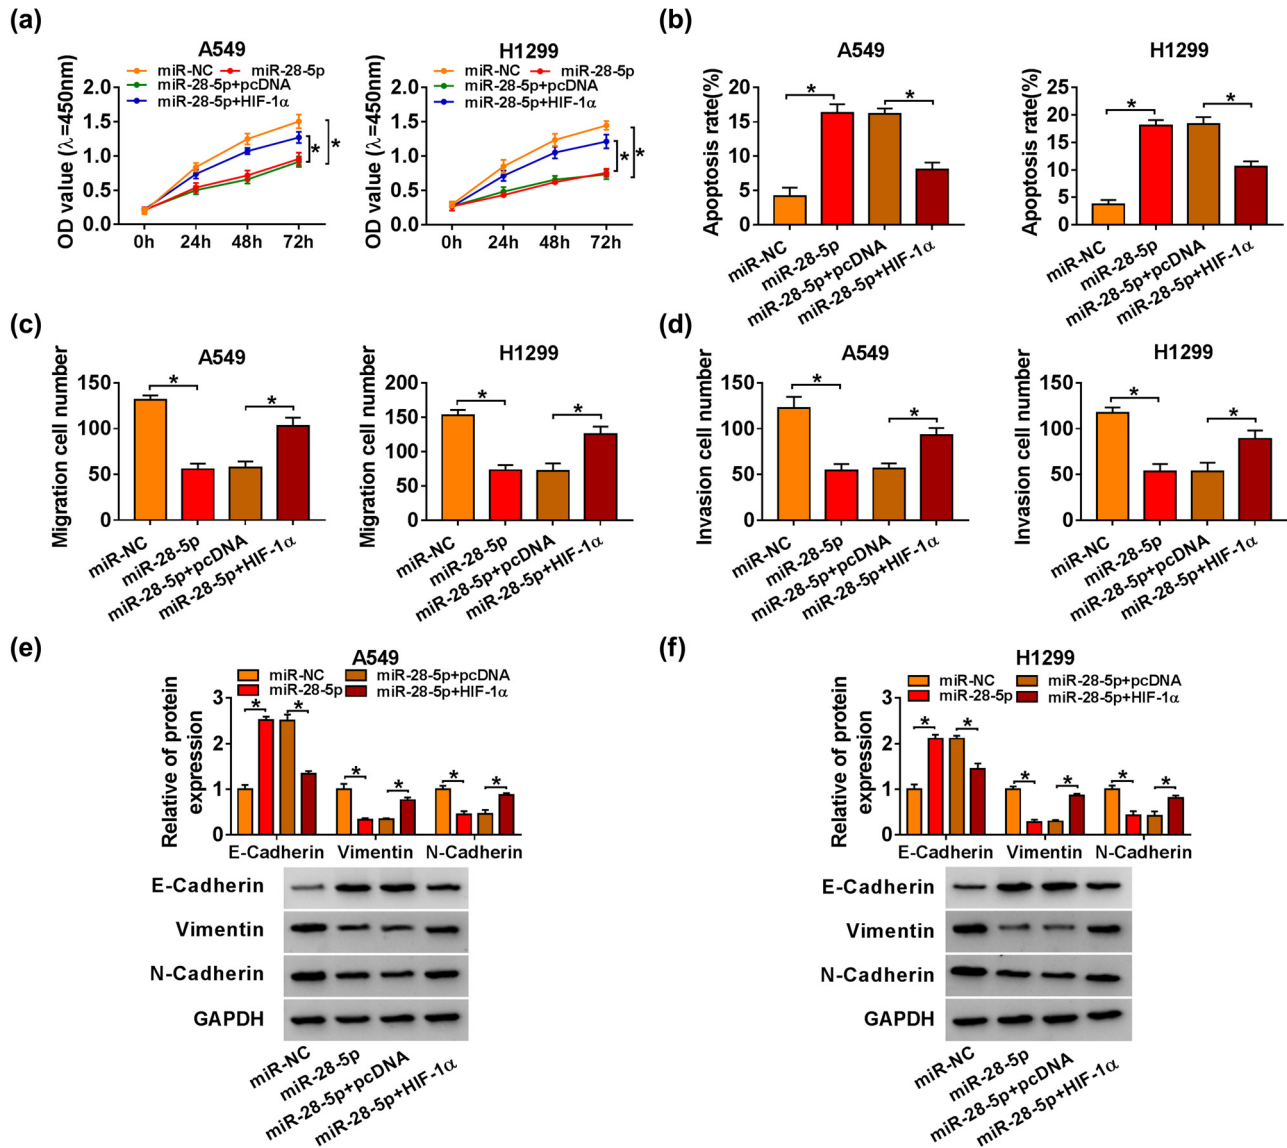 (a)
A549
miR-NC miR-28-5p
miR-28-5p+pcDNA
miR-28-5p+HIF-1α
OD value (λ=450nm)
2.0
1.5
1.0
0.5
0.0
0h 24h 48h 72h
*
*
H1299
miR-NC miR-28-5p
miR-28-5p+pcDNA
miR-28-5p+HIF-1α
OD value (λ=450nm)
2.0
1.5
1.0
0.5
0.0
0h 24h 48h 72h
*
*
(b)
A549
Apoptosis rate(%)
20
15
10
5
0
*
*
miR-NC
miR-28-5p
miR-28-5p+pcDNA
miR-28-5p+HIF-1α
H1299
Apoptosis rate(%)
25
20
15
10
5
0
*
*
miR-NC
miR-28-5p
miR-28-5p+pcDNA
miR-28-5p+HIF-1α
(c)
A549
Migration cell number
150
100
50
0
*
*
miR-NC
miR-28-5p
miR-28-5p+pcDNA
miR-28-5p+HIF-1α
H1299
Migration cell number
200
150
100
50
0
*
*
miR-NC
miR-28-5p
miR-28-5p+pcDNA
miR-28-5p+HIF-1α
(d)
A549
Invasion cell number
150
100
50
0
*
*
miR-NC
miR-28-5p
miR-28-5p+pcDNA
miR-28-5p+HIF-1α
H1299
Invasion cell number
150
100
50
0
*
*
miR-NC
miR-28-5p
miR-28-5p+pcDNA
miR-28-5p+HIF-1α
(e)
A549
miR-NC miR-28-5p+pcDNA
miR-28-5p miR-28-5p+HIF-1α
Relative of protein
expression
3
2
1
0
* *
* *
* *
E-Cadherin Vimentin N-Cadherin
E-Cadherin
Vimentin
N-Cadherin
GAPDH
miR-NC
miR-28-5p
miR-28-5p+pcDNA
miR-28-5p+HIF-1α
(f)
H1299
miR-NC miR-28-5p+pcDNA
miR-28-5p miR-28-5p+HIF-1α
Relative of protein
expression
3
2
1
0
* *
* *
* *
E-Cadherin Vimentin N-Cadherin
E-Cadherin
Vimentin
N-Cadherin
GAPDH
miR-NC
miR-28-5p
miR-28-5p+pcDNA
miR-28-5p+HIF-1α